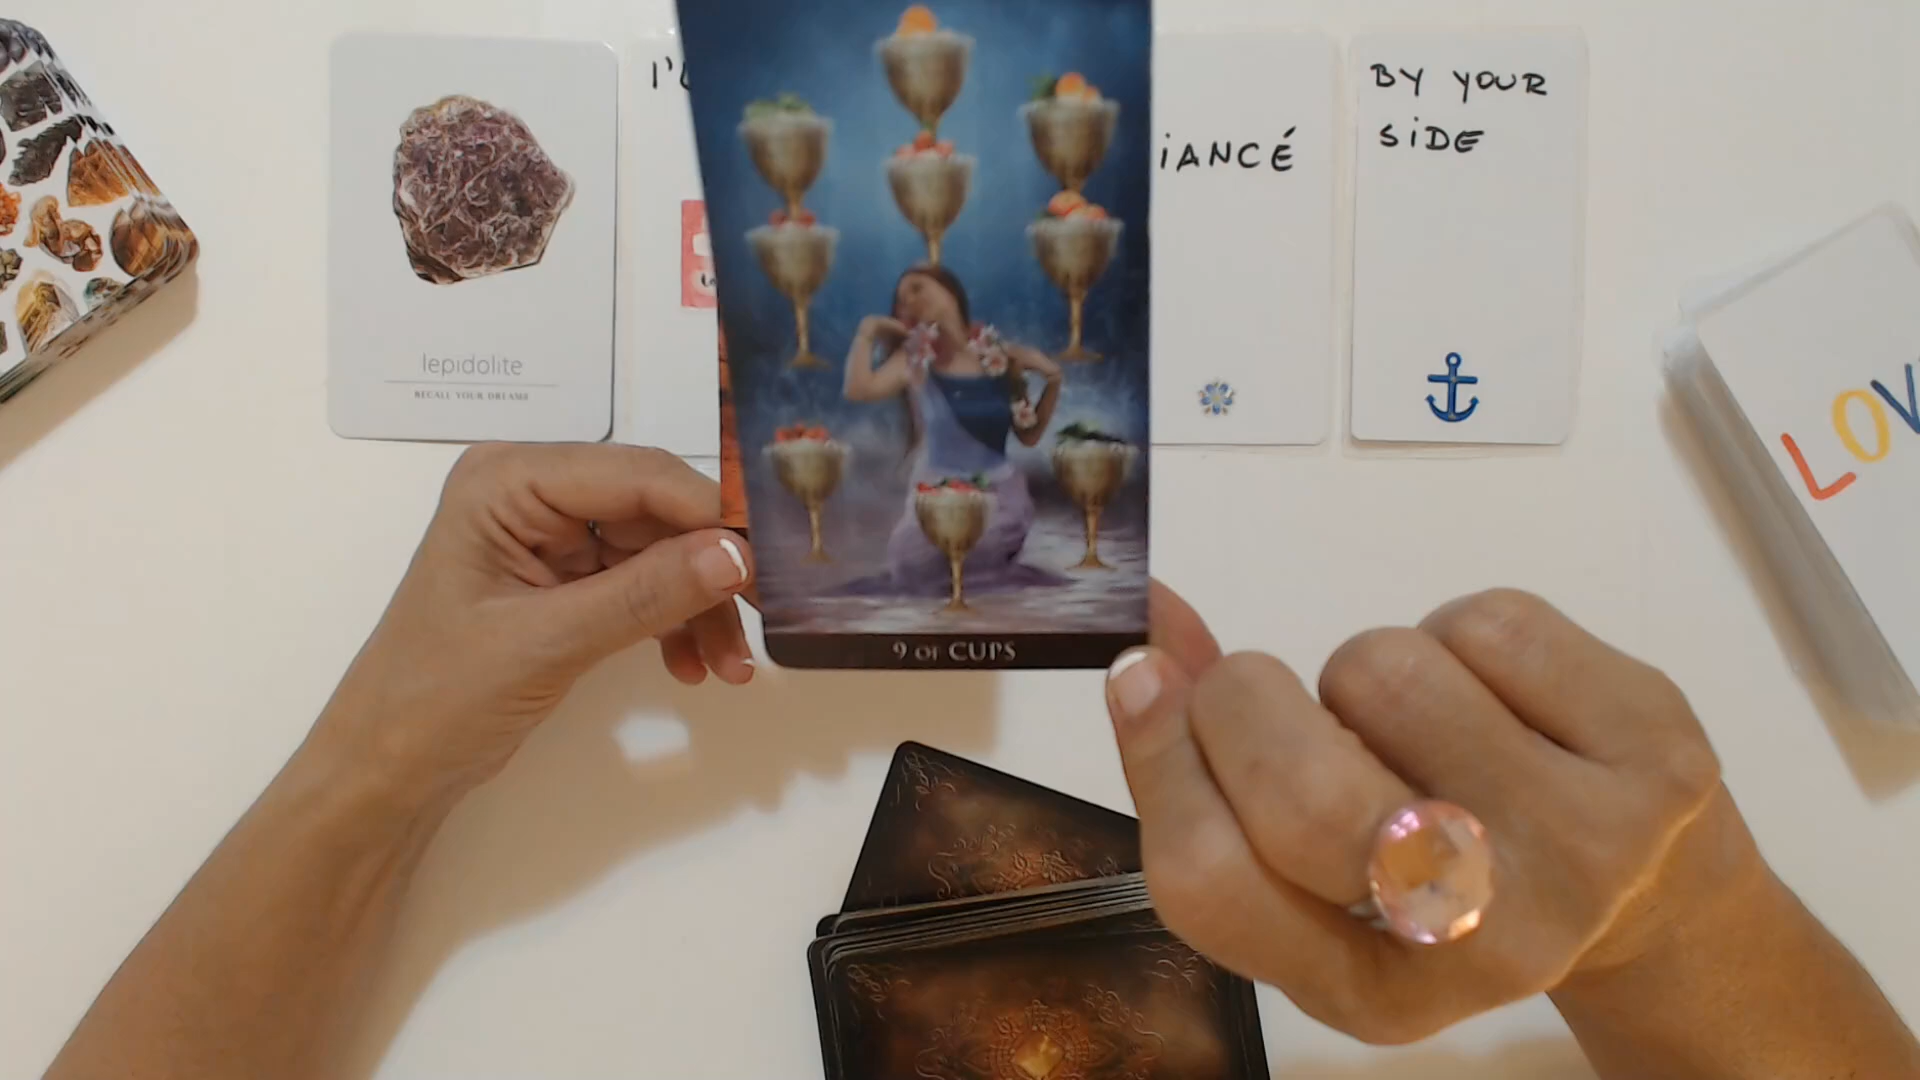 lepidolite
RECALL YOUR DREAMS
I'L
iANCÉ
BY YOUR
SiDE
9 OF CUPS
LOV